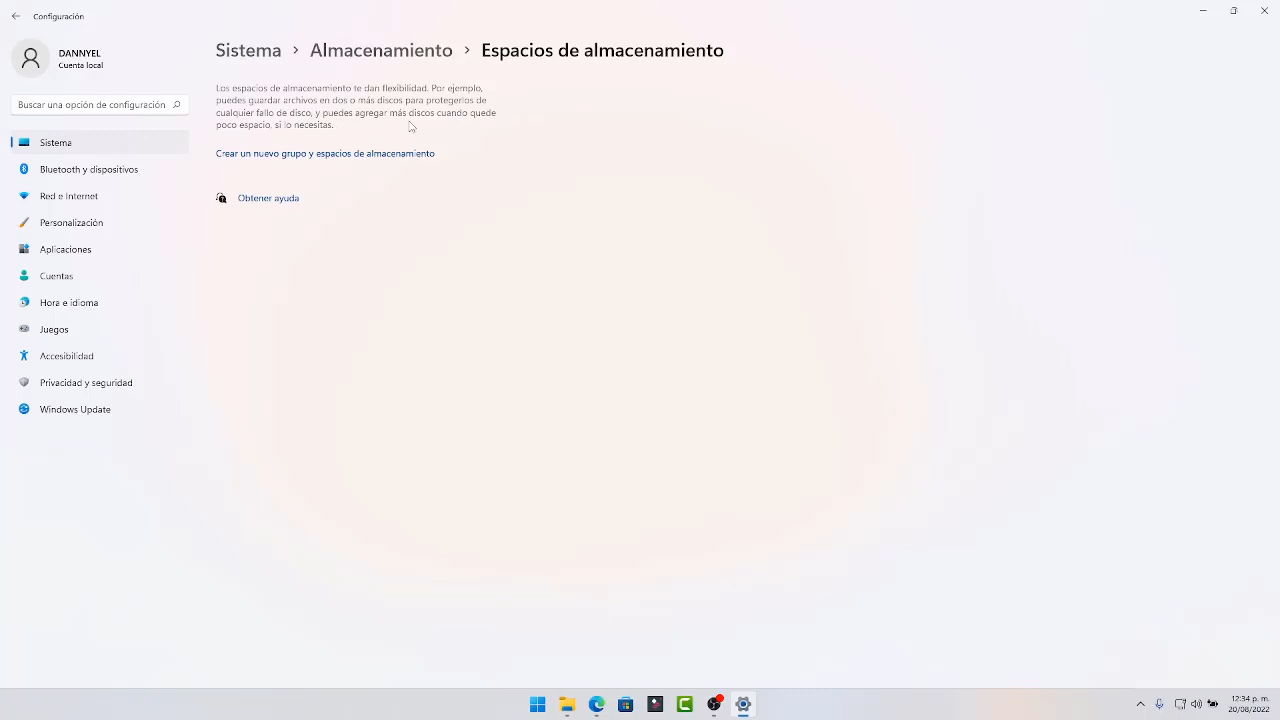 Configuración
DANNYEL
Cuenta local
Buscar una opción de configuración
Sistema
Bluetooth y dispositivos
Red e Internet
Personalización
Aplicaciones
Cuentas
Hora e idioma
Juegos
Accesibilidad
Privacidad y seguridad
Windows Update
Sistema > Almacenamiento > Espacios de almacenamiento
Los espacios de almacenamiento te dan flexibilidad. Por ejemplo,
puedes guardar archivos en dos o más discos para protegerlos de
cualquier fallo de disco, y puedes agregar más discos cuando quede
poco espacio, si lo necesitas.
Crear un nuevo grupo y espacios de almacenamiento
Obtener ayuda
12:34 p. m.
20/08/2022